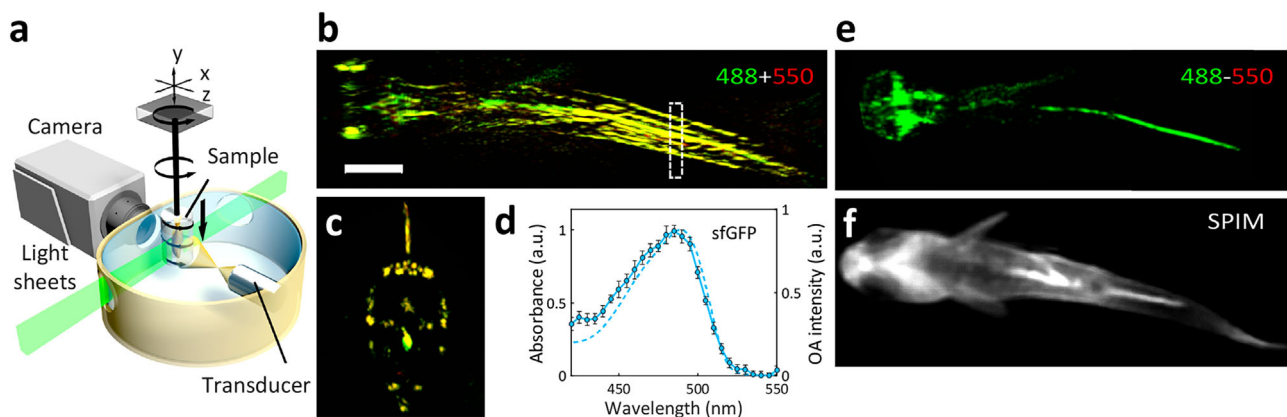 a
y
x
z
Camera
Sample
Light
sheets
Transducer
b
488+550
c
d
sfGFP
Absorbance (a.u.)
1
0.5
0
OA intensity (a.u.)
1
0.5
0
450
500
550
Wavelength (nm)
e
488-550
f
SPIM